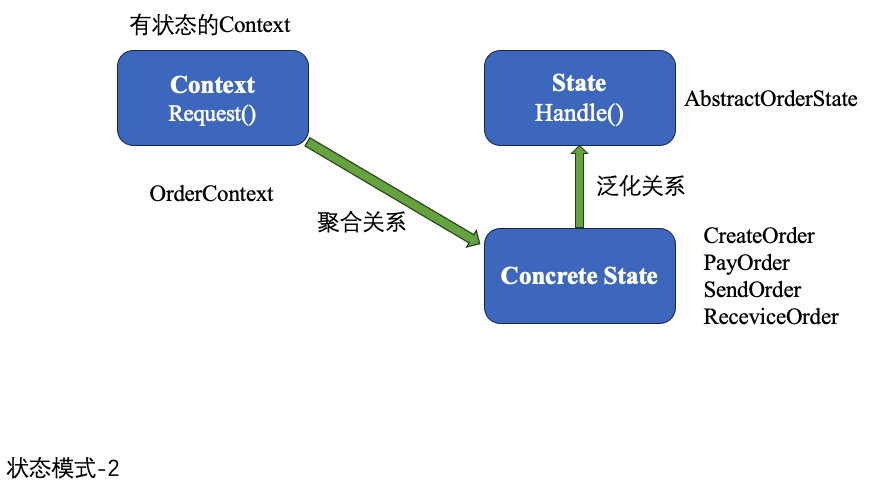 有状态的Context
Context
Request()
State
Handle()
AbstractOrderState
OrderContext
聚合关系
泛化关系
Concrete State
CreateOrder
PayOrder
SendOrder
ReceviceOrder
状态模式-2